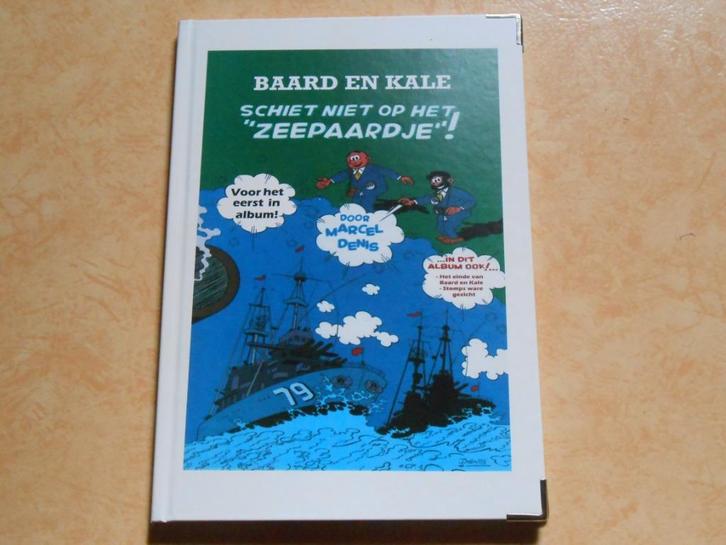 BAARD EN KALE
SCHIET NIET OP HET
"ZEEPAARDJE"!
Voor het
eerst in
album!
DOOR
MARCEL
DENIS
...IN DIT
ALBUM OOK!...
- Het einde van
Baard en Kale
- Stomps ware
gezicht
79
DENIS